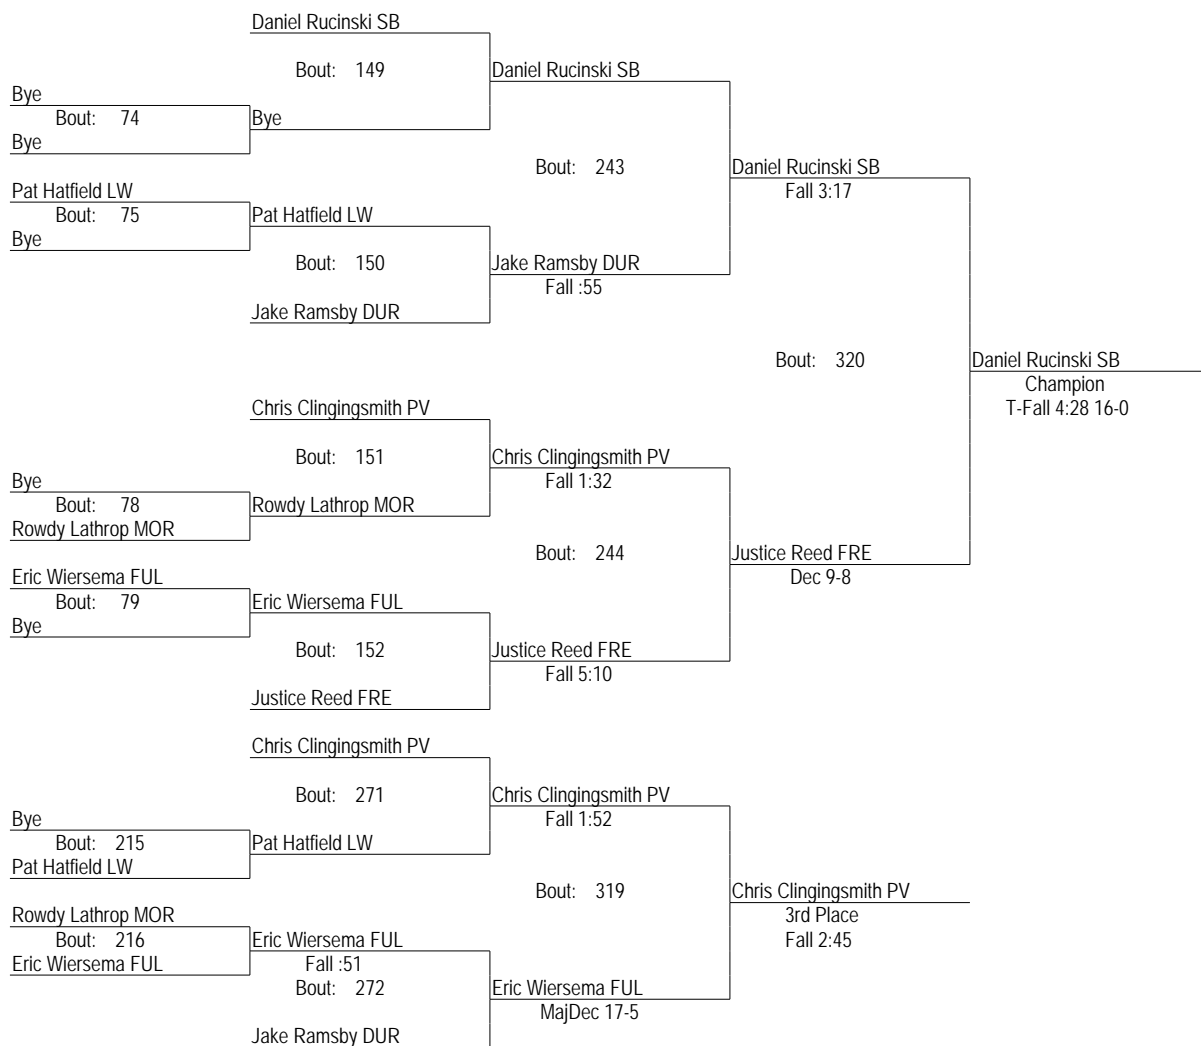 Daniel Rucinski SB
Bout: 149
Daniel Rucinski SB
Bye
Bout: 74
Bye
Bye
Bout: 243
Daniel Rucinski SB
Fall 3:17
Pat Hatfield LW
Bout: 75
Pat Hatfield LW
Bye
Bout: 150
Jake Ramsby DUR
Fall :55
Jake Ramsby DUR
Bout: 320
Daniel Rucinski SB
Champion
T-Fall 4:28 16-0
Chris Clingingsmith PV
Bout: 151
Chris Clingingsmith PV
Fall 1:32
Bye
Bout: 78
Rowdy Lathrop MOR
Rowdy Lathrop MOR
Bout: 244
Justice Reed FRE
Dec 9-8
Eric Wiersema FUL
Bout: 79
Eric Wiersema FUL
Bye
Bout: 152
Justice Reed FRE
Fall 5:10
Justice Reed FRE
Chris Clingingsmith PV
Bout: 271
Chris Clingingsmith PV
Fall 1:52
Bye
Bout: 215
Pat Hatfield LW
Pat Hatfield LW
Bout: 319
Chris Clingingsmith PV
3rd Place
Fall 2:45
Rowdy Lathrop MOR
Bout: 216
Eric Wiersema FUL
Fall :51
Eric Wiersema FUL
Bout: 272
Eric Wiersema FUL
MajDec 17-5
Jake Ramsby DUR